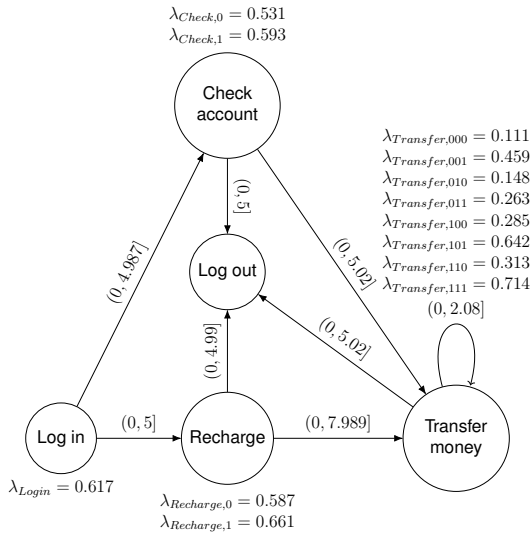 λ_{Check,0} = 0.531
λ_{Check,1} = 0.593
Check
account
λ_{Transfer,000} = 0.111
λ_{Transfer,001} = 0.459
λ_{Transfer,010} = 0.148
λ_{Transfer,011} = 0.263
λ_{Transfer,100} = 0.285
λ_{Transfer,101} = 0.642
λ_{Transfer,110} = 0.313
λ_{Transfer,111} = 0.714
(0, 2.08]
(0, 5]
(0, 4.987]
(0, 5.02]
Log out
(0, 4.99]
(0, 5.02]
Log in
(0, 5]
Recharge
(0, 7.989]
Transfer
money
λ_{Login} = 0.617
λ_{Recharge,0} = 0.587
λ_{Recharge,1} = 0.661